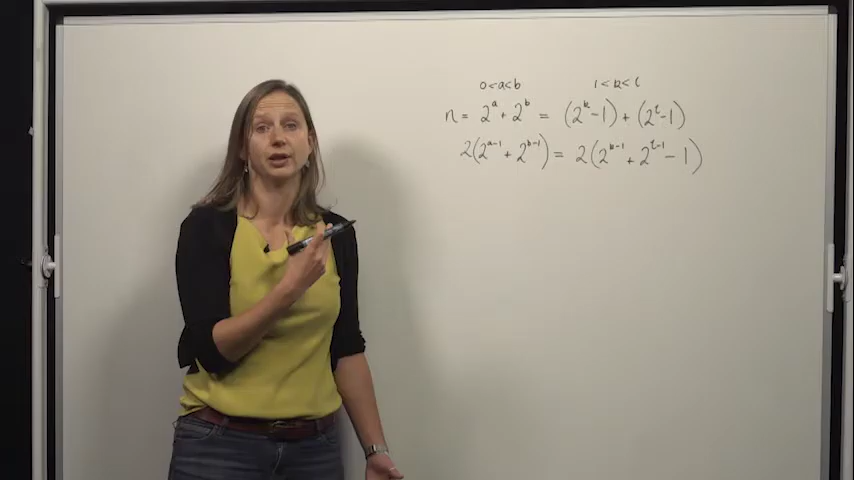 0<a<b 1<k<l
n = 2^a + 2^b = (2^k - 1) + (2^l - 1)
2(2^{a-1} + 2^{b-1}) = 2(2^{k-1} + 2^{l-1} - 1)